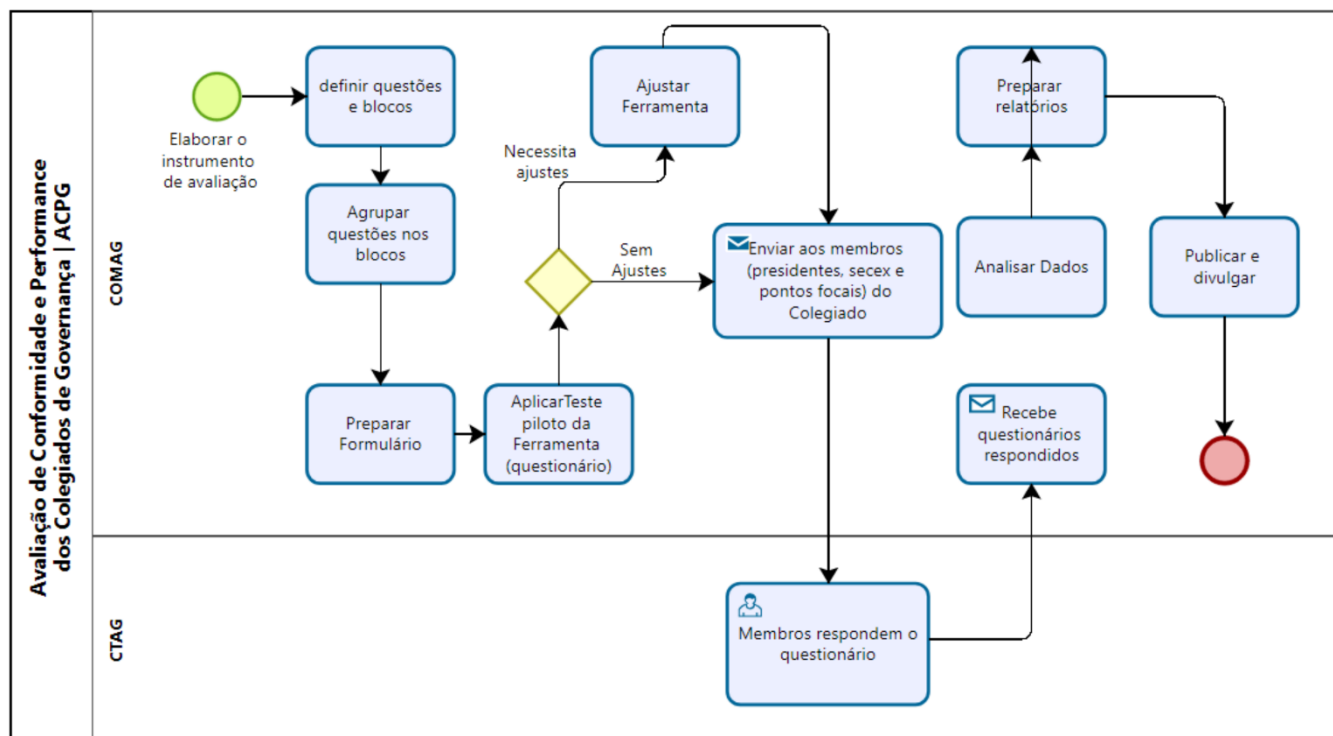 Avaliação de Conformidade e Performance
dos Colegiados de Governança | ACPG
COMAG
Elaborar o
instrumento
de avaliação
definir questões
e blocos
Agrupar
questões nos
blocos
Preparar
Formulário
AplicarTeste
piloto da
Ferramenta
(questionário)
Necessita
ajustes
Ajustar
Ferramenta
Sem
Ajustes
Enviar aos membros
(presidentes, secex e
pontos focais) do
Colegiado
CTAG
Membros respondem o
questionário
Recebe
questionários
respondidos
Analisar Dados
Preparar
relatórios
Publicar e
divulgar